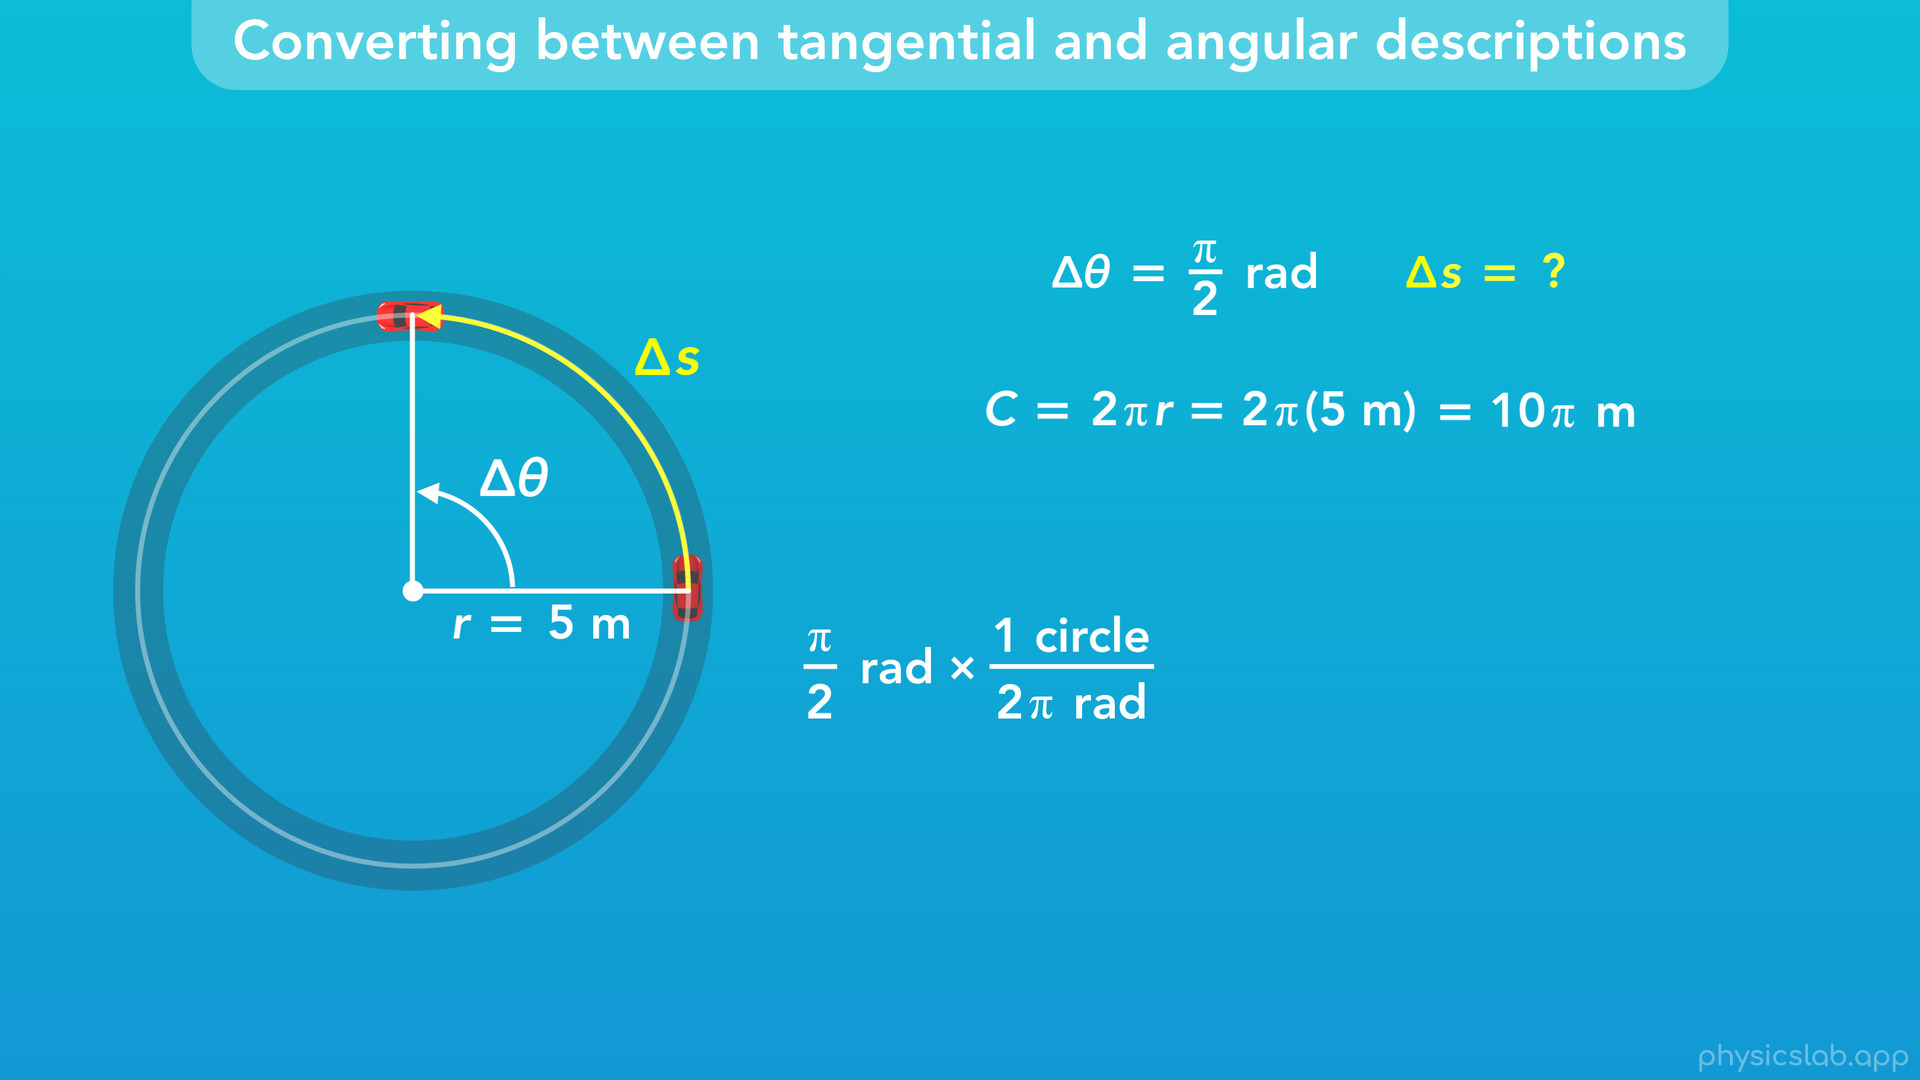 Converting between tangential and angular descriptions
Δθ = π/2 rad Δs = ?
C = 2πr = 2π(5 m) = 10π m
Δs
Δθ
r = 5 m
π/2 rad × 1 circle/2π rad
physicslab.app